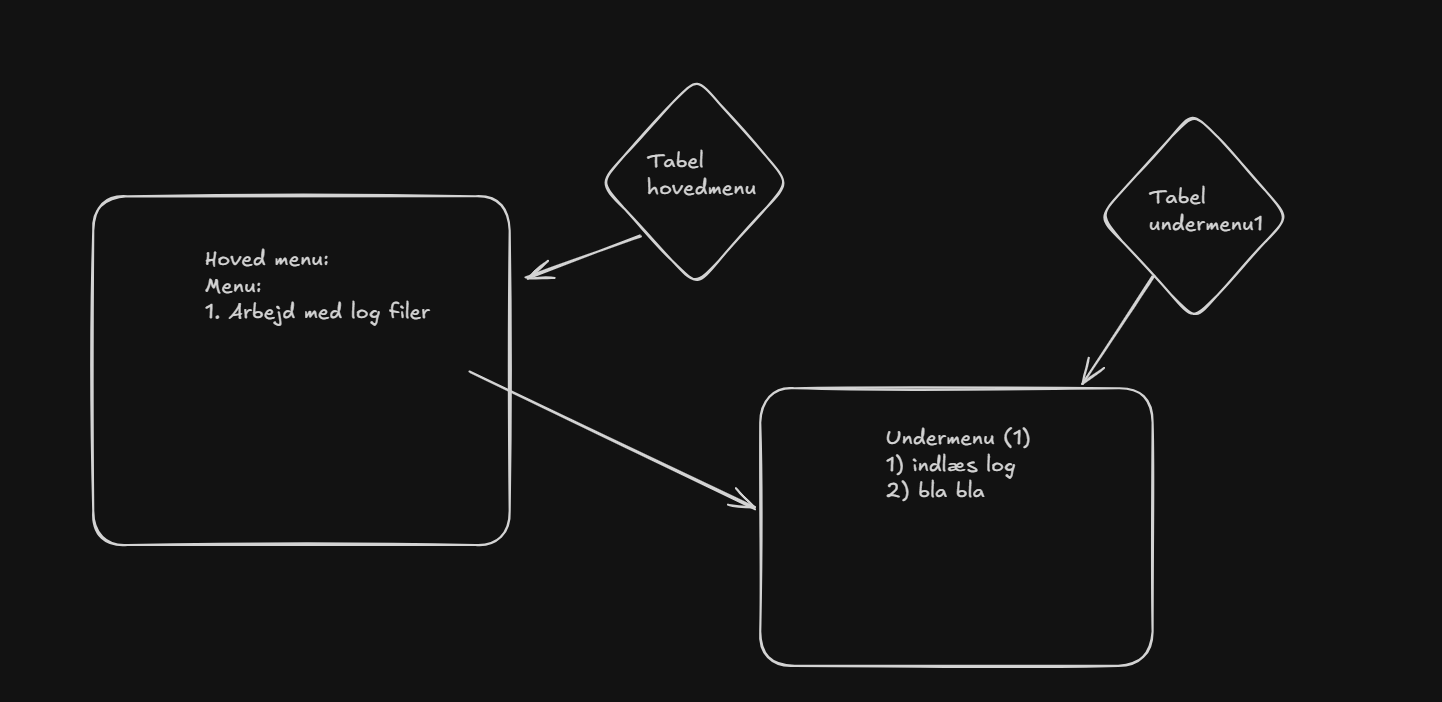 Tabel
hovedmenu
Tabel
undermenu1
Hoved menu:
Menu:
1. Arbejd med log filer
Undermenu (1)
1) indlæs log
2) bla bla